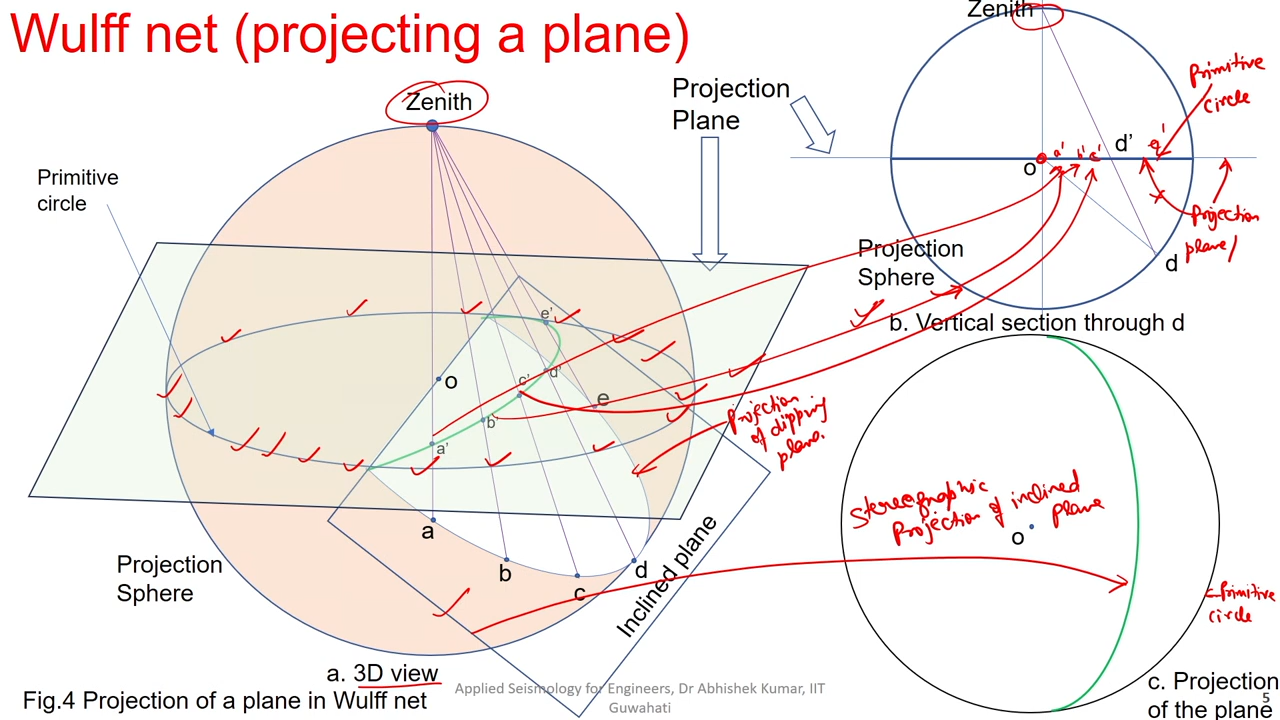 Wulff net (projecting a plane)
Zenith
Primitive
circle
Projection
Plane
o
e'
d'
c'
b'
a'
e
a
b
c
d
Inclined plane
Projection
Sphere
a. 3D view
Fig.4 Projection of a plane in Wulff net
projection
of dipping
plane.
Zenith
Primitive
circle
o
a'
b'
c'
d'
e'
d
Projection
plane
Projection
Sphere
b. Vertical section through d
Stereographic
Projection of inclined
plane
o
Primitive
circle
c. Projection
of the plane
Applied Seismology for Engineers, Dr Abhishek Kumar, IIT
Guwahati
5